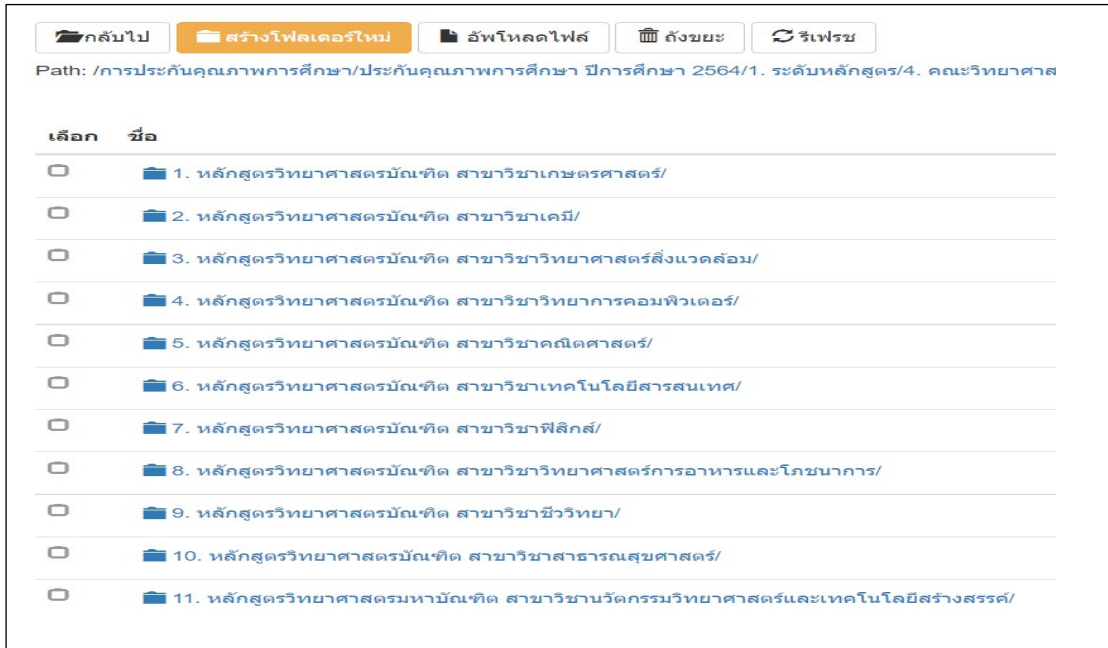 กลับไป สร้างโฟลเดอร์ใหม่ อัพโหลดไฟล์ ถังขยะ รีเฟรช
Path: /การประกันคุณภาพการศึกษา/ประกันคุณภาพการศึกษา ปีการศึกษา 2564/1. ระดับหลักสูตร/4. คณะวิทยาศาส
เลือก ชื่อ
1. หลักสูตรวิทยาศาสตรบัณฑิต สาขาวิชาเกษตรศาสตร์/
2. หลักสูตรวิทยาศาสตรบัณฑิต สาขาวิชาเคมี/
3. หลักสูตรวิทยาศาสตรบัณฑิต สาขาวิชาวิทยาศาสตร์สิ่งแวดล้อม/
4. หลักสูตรวิทยาศาสตรบัณฑิต สาขาวิชาวิทยาการคอมพิวเตอร์/
5. หลักสูตรวิทยาศาสตรบัณฑิต สาขาวิชาคณิตศาสตร์/
6. หลักสูตรวิทยาศาสตรบัณฑิต สาขาวิชาเทคโนโลยีสารสนเทศ/
7. หลักสูตรวิทยาศาสตรบัณฑิต สาขาวิชาฟิสิกส์/
8. หลักสูตรวิทยาศาสตรบัณฑิต สาขาวิชาวิทยาศาสตร์การอาหารและโภชนาการ/
9. หลักสูตรวิทยาศาสตรบัณฑิต สาขาวิชาชีววิทยา/
10. หลักสูตรวิทยาศาสตรบัณฑิต สาขาวิชาสาธารณสุขศาสตร์/
11. หลักสูตรวิทยาศาสตรมหาบัณฑิต สาขาวิชานวัตกรรมวิทยาศาสตร์และเทคโนโลยีสร้างสรรค์/